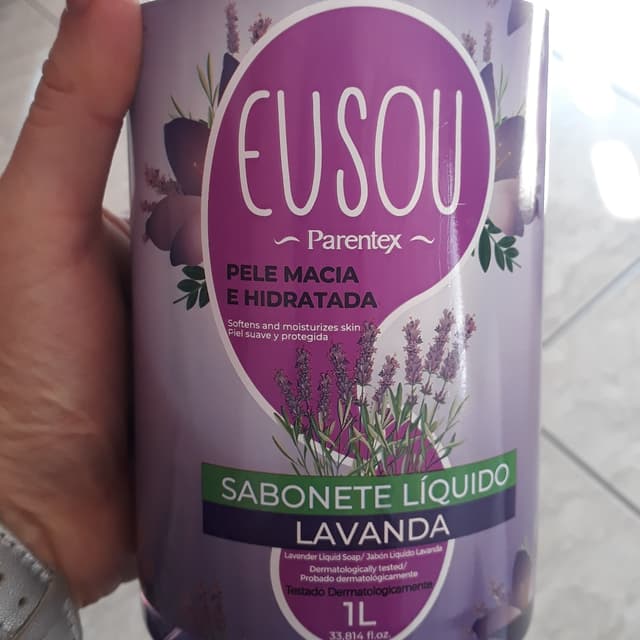 EUSOU
~ Parentex ~
PELE MACIA
E HIDRATADA
Softens and moisturizes skin
Piel suave y protegida
SABONETE LÍQUIDO
LAVANDA
Lavender Liquid Soap/ Jabón Líquido Lavanda
Dermatologically tested/
Probado dermatológicamente
Testado Dermatologicamente
1L
33.814 fl.oz.